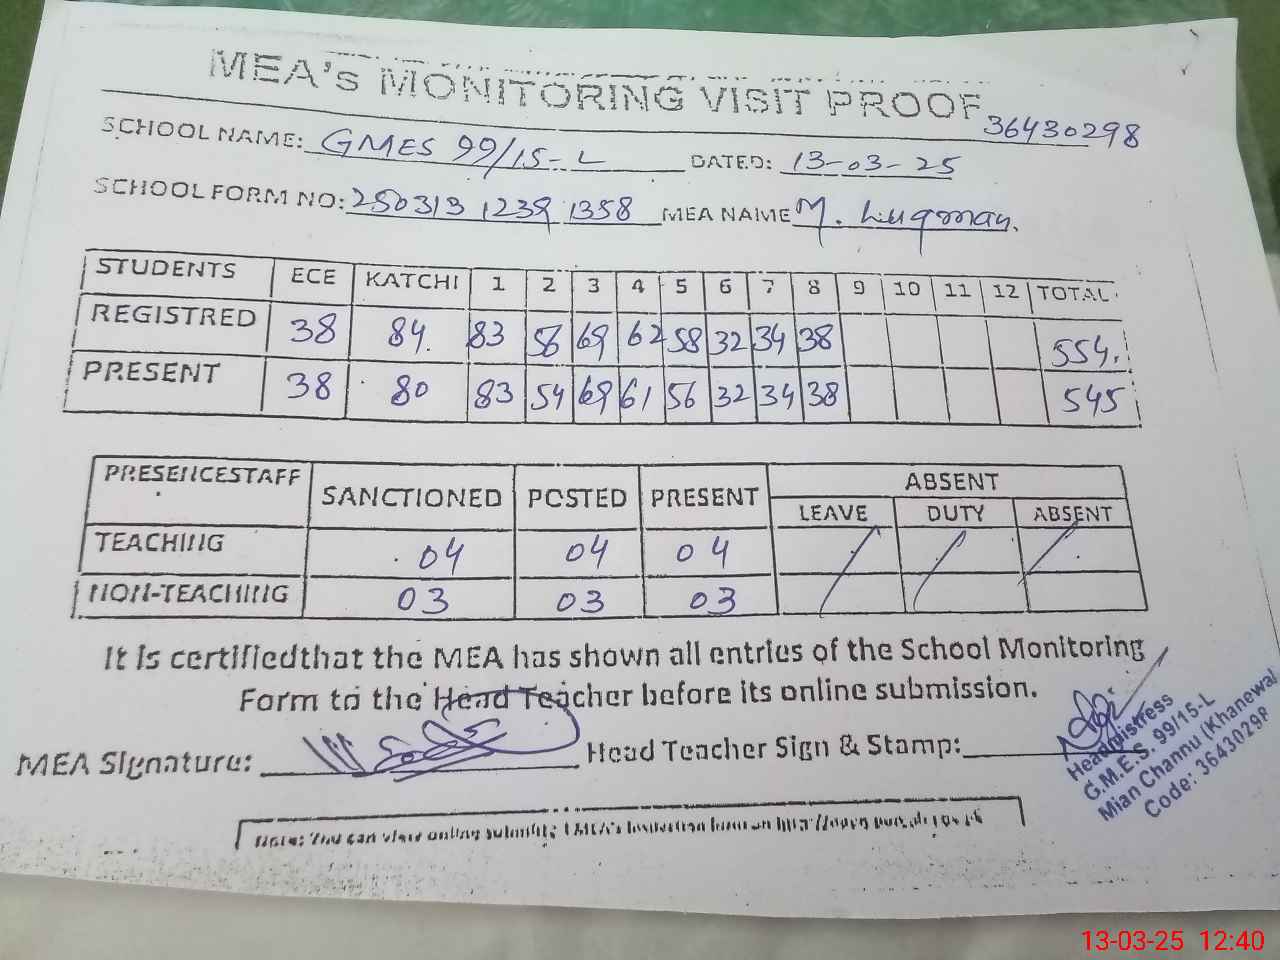 MEA's MONITORING VISIT PROOF
36430298
SCHOOL NAME: GMES 99/15-L DATED: 13-03-25
SCHOOL FORM NO: 250313 1239 1358 MEA NAME M. Luqman.
STUDENTS ECE KATCHI 1 2 3 4 5 6 7 8 9 10 11 12 TOTAL
REGISTRED 38 84 83 56 69 62 58 32 34 38 554
PRESENT 38 80 83 54 69 61 56 32 34 38 545
PRESENCESTAFF SANCTIONED POSTED PRESENT ABSENT
LEAVE DUTY ABSENT
TEACHING 04 04 04
NON-TEACHING 03 03 03
It is certifiedthat the MEA has shown all entries of the School Monitoring
Form to the Head Teacher before its online submission.
MEA Signature: Head Teacher Sign & Stamp:
Headmistress
G.M.E.S. 99/15-L
Mian Channu (Khanewal
Code: 36430298
Note: You can view online
13-03-25 12:40